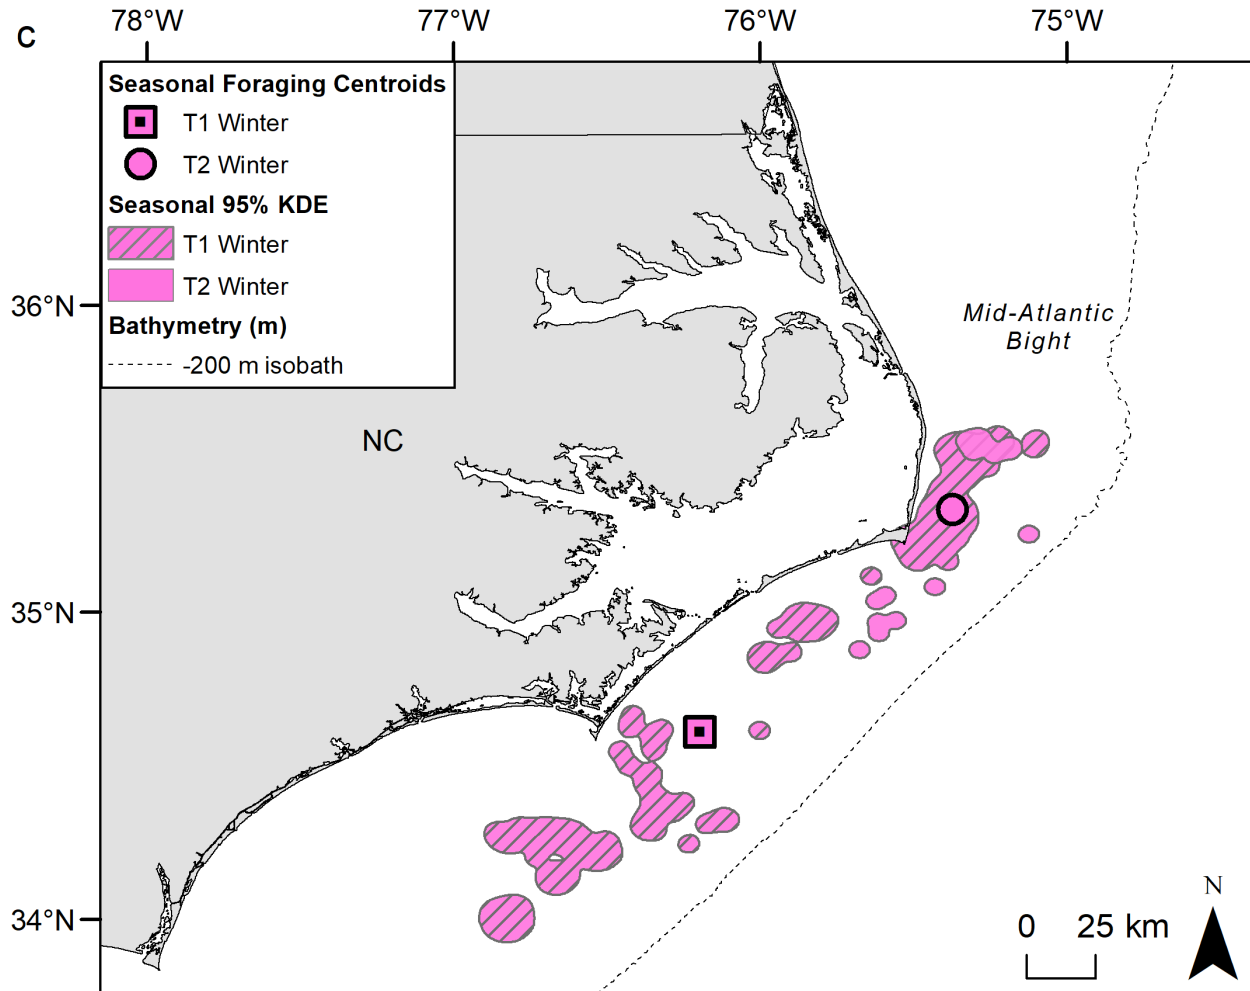 C
78°W 77°W 76°W 75°W
Seasonal Foraging Centroids
T1 Winter
T2 Winter
Seasonal 95% KDE
T1 Winter
T2 Winter
Bathymetry (m)
-200 m isobath
36°N
35°N
34°N
Mid-Atlantic
Bight
NC
0 25 km
N